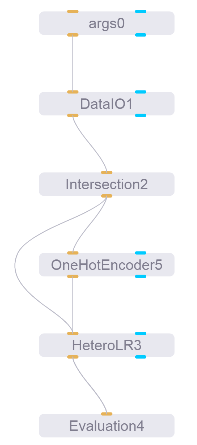 args0
DataIO1
Intersection2
OneHotEncoder5
HeteroLR3
Evaluation4